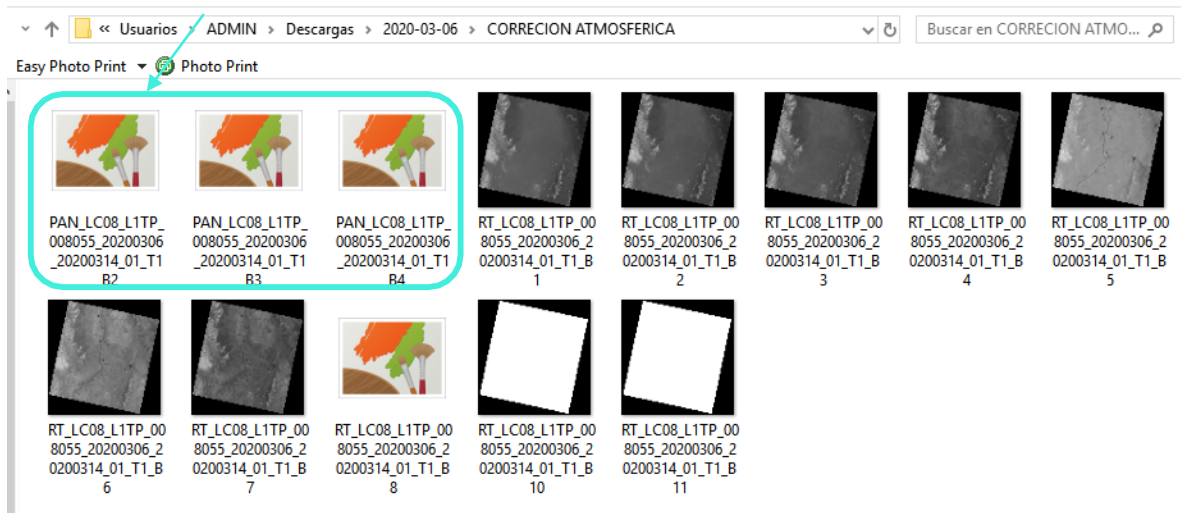 « Usuarios > ADMIN > Descargas > 2020-03-06 > CORRECION ATMOSFERICA
Buscar en CORRECION ATMO...
Easy Photo Print Photo Print
PAN_LC08_L1TP_
008055_20200306
_20200314_01_T1
B2
PAN_LC08_L1TP_
008055_20200306
_20200314_01_T1
B3
PAN_LC08_L1TP_
008055_20200306
_20200314_01_T1
B4
RT_LC08_L1TP_00
8055_20200306_2
0200314_01_T1_B
1
RT_LC08_L1TP_00
8055_20200306_2
0200314_01_T1_B
2
RT_LC08_L1TP_00
8055_20200306_2
0200314_01_T1_B
3
RT_LC08_L1TP_00
8055_20200306_2
0200314_01_T1_B
4
RT_LC08_L1TP_00
8055_20200306_2
0200314_01_T1_B
5
RT_LC08_L1TP_00
8055_20200306_2
0200314_01_T1_B
6
RT_LC08_L1TP_00
8055_20200306_2
0200314_01_T1_B
7
RT_LC08_L1TP_00
8055_20200306_2
0200314_01_T1_B
8
RT_LC08_L1TP_00
8055_20200306_2
0200314_01_T1_B
10
RT_LC08_L1TP_00
8055_20200306_2
0200314_01_T1_B
11